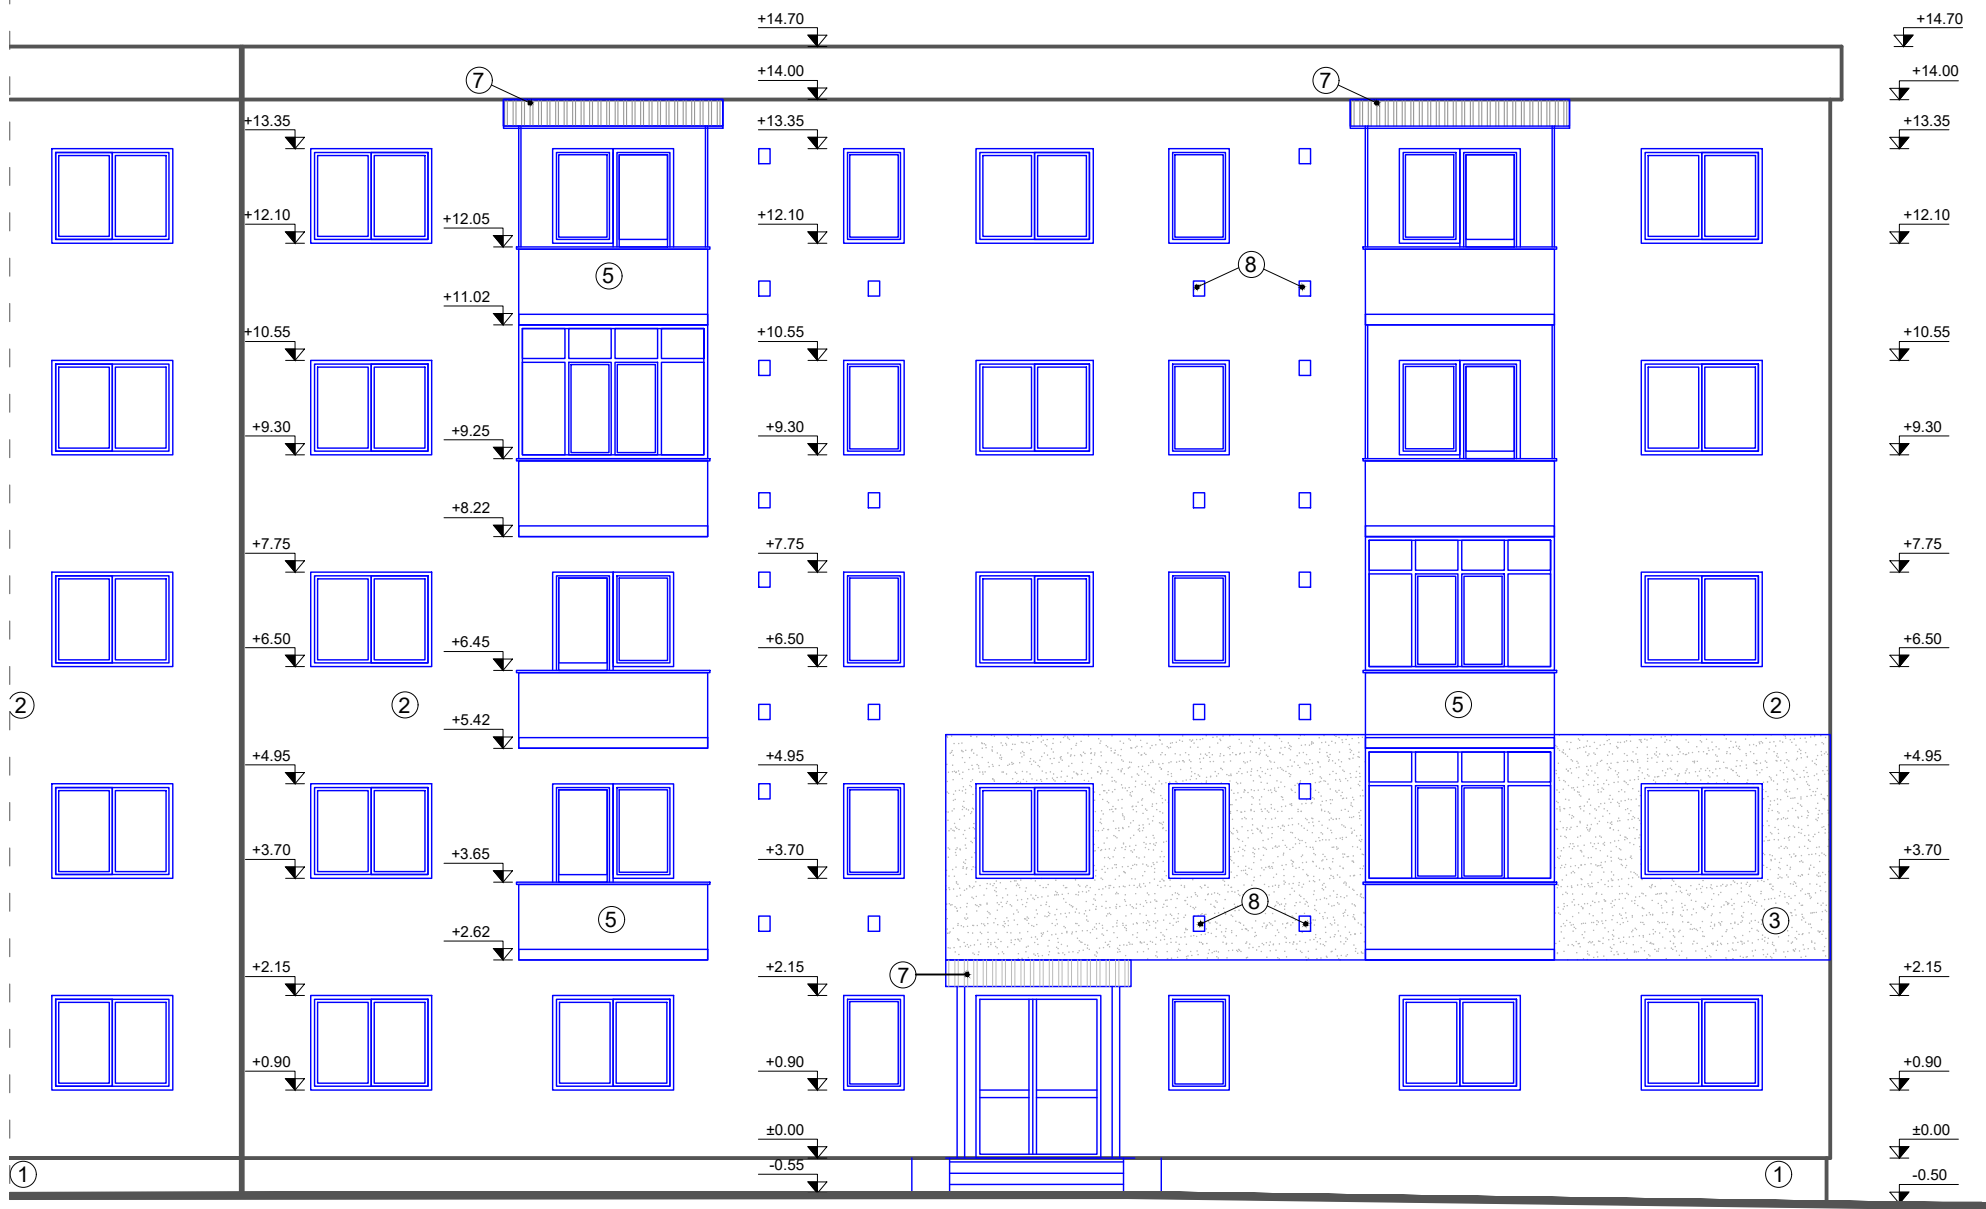 +14.70 +14.70
7 +14.00 7 +14.00
+13.35 +13.35 +13.35
+12.10 +12.05 +12.10 +12.10
5 8
+11.02
+10.55 +10.55 +10.55
+9.30 +9.25 +9.30 +9.30
+8.22
+7.75 +7.75 +7.75
+6.50 +6.45 +6.50 +6.50
2 2 5 2
+5.42
+4.95 +4.95 +4.95
+3.70 +3.65 +3.70 +3.70
5 8 3
+2.62
+2.15 +2.15 7 +2.15
+0.90 +0.90 +0.90
±0.00 ±0.00
1 -0.55 1 -0.50